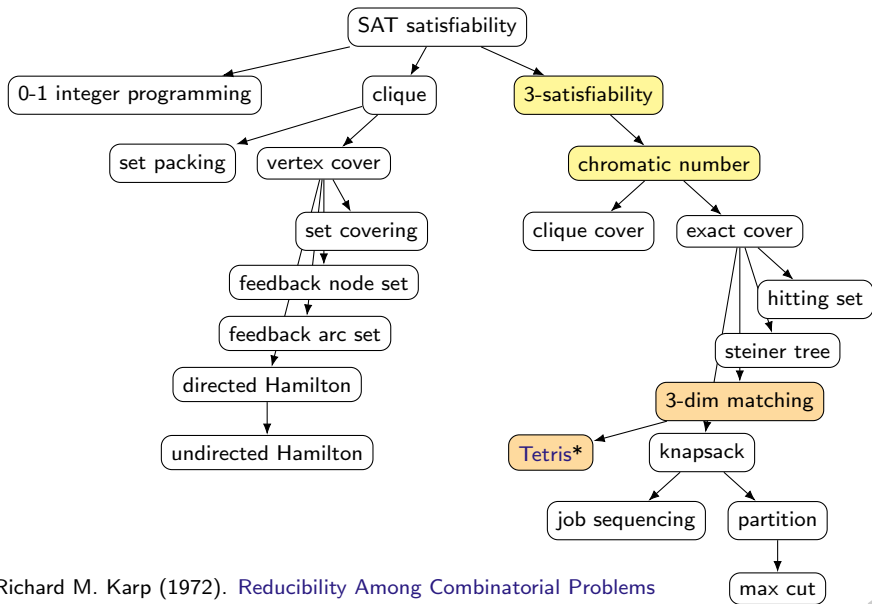 SAT satisfiability
0-1 integer programming
clique
3-satisfiability
set packing
vertex cover
chromatic number
set covering
clique cover
exact cover
feedback node set
hitting set
feedback arc set
steiner tree
directed Hamilton
3-dim matching
undirected Hamilton
Tetris*
knapsack
job sequencing
partition
Richard M. Karp (1972). Reducibility Among Combinatorial Problems
max cut